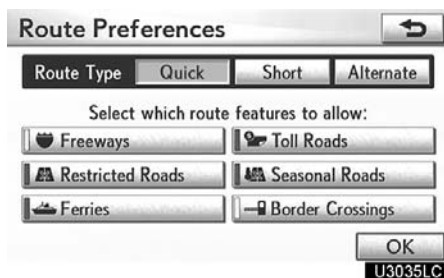 Route Preferences
Route Type Quick Short Alternate
Select which route features to allow:
Freeways Toll Roads
Restricted Roads Seasonal Roads
Ferries Border Crossings
OK
U3035LC